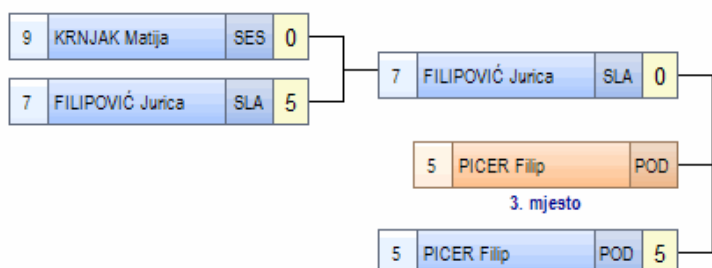 9 KRNJAK Matija SES 0
7 FILIPOVIĆ Jurica SLA 5
7 FILIPOVIĆ Jurica SLA 0
5 PICER Filip POD
3. mjesto
5 PICER Filip POD 5